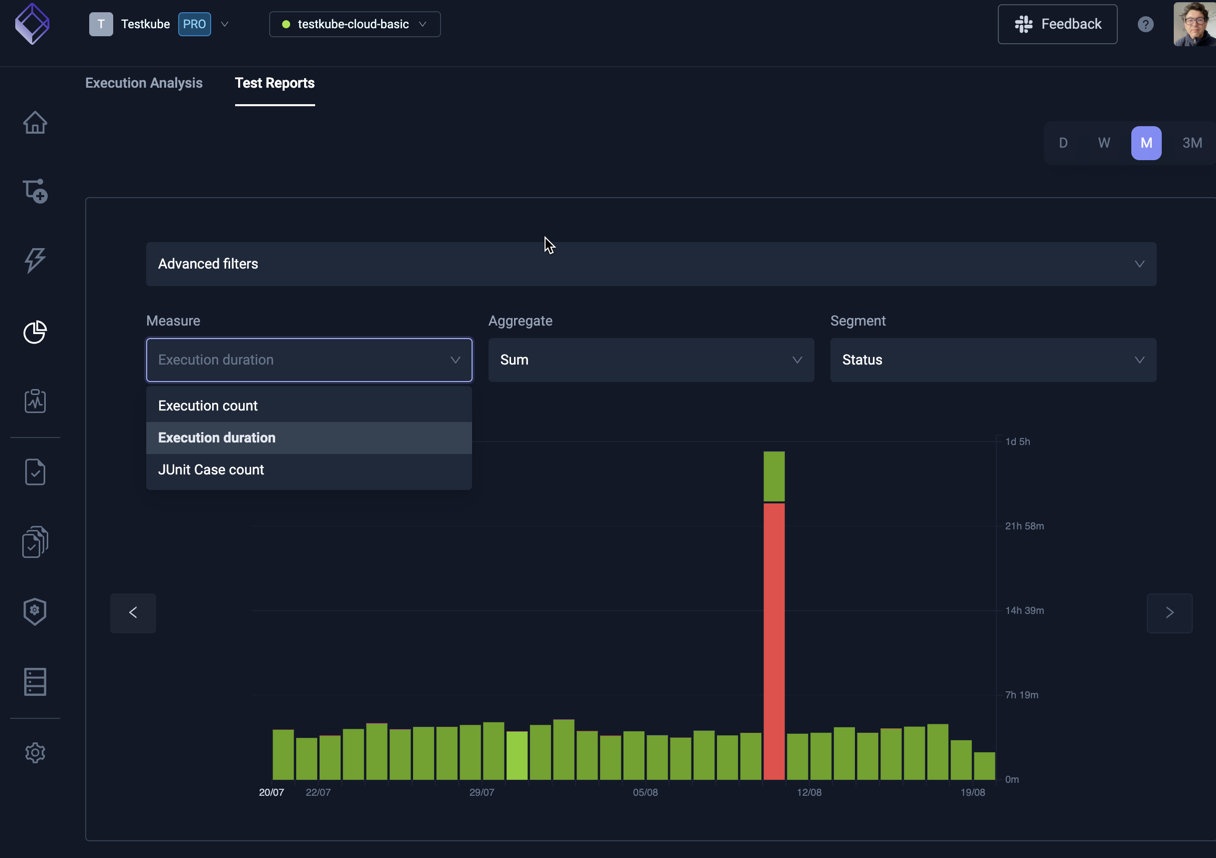 T Testkube PRO testkube-cloud-basic Feedback ?
Execution Analysis Test Reports
D W M 3M
Advanced filters
Measure Aggregate Segment
Execution duration Sum Status
Execution count
Execution duration
JUnit Case count
1d 5h
21h 58m
14h 39m
7h 19m
0m
20/07 22/07 29/07 05/08 12/08 19/08